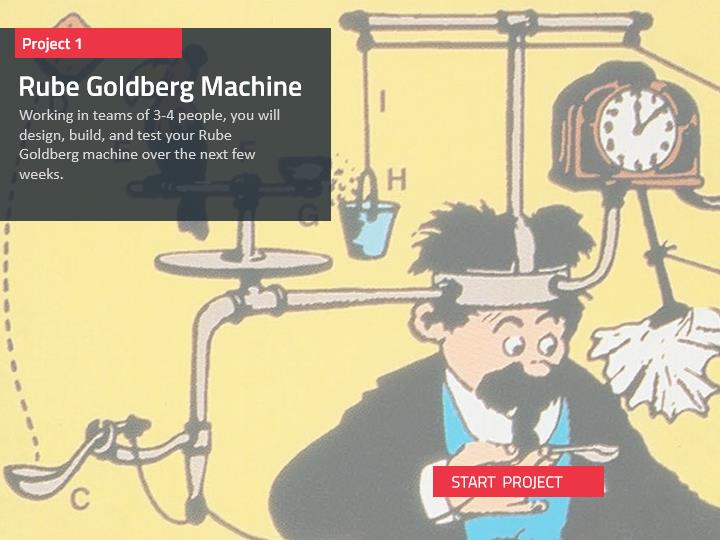 Project 1
Rube Goldberg Machine
Working in teams of 3-4 people, you will
design, build, and test your Rube
Goldberg machine over the next few
weeks.
I
H
G
C
START PROJECT